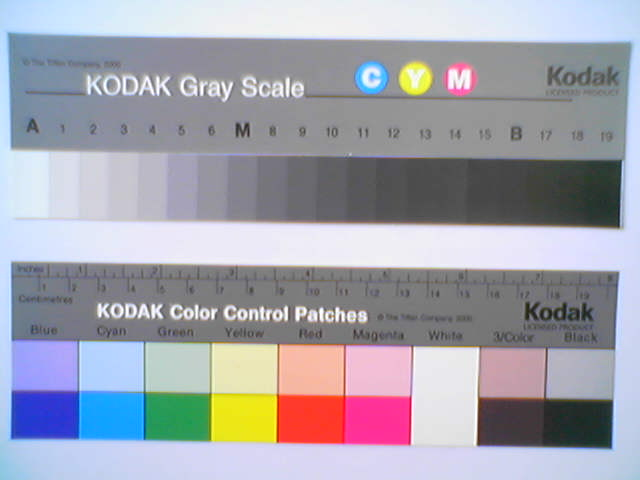 © The Tiffen Company, 2000
KODAK Gray Scale
C Y M
Kodak
LICENSED PRODUCT
A 1 2 3 4 5 6 M 8 9 10 11 12 13 14 15 B 17 18 19
Inches 1 2 3 4 5 6 7 8
1 2 3 4 5 6 7 8 9 10 11 12 13 14 15 16 17 18 19
Centimetres
KODAK Color Control Patches
© The Tiffen Company, 2000
Kodak
LICENSED PRODUCT
Blue Cyan Green Yellow Red Magenta White 3/Color Black